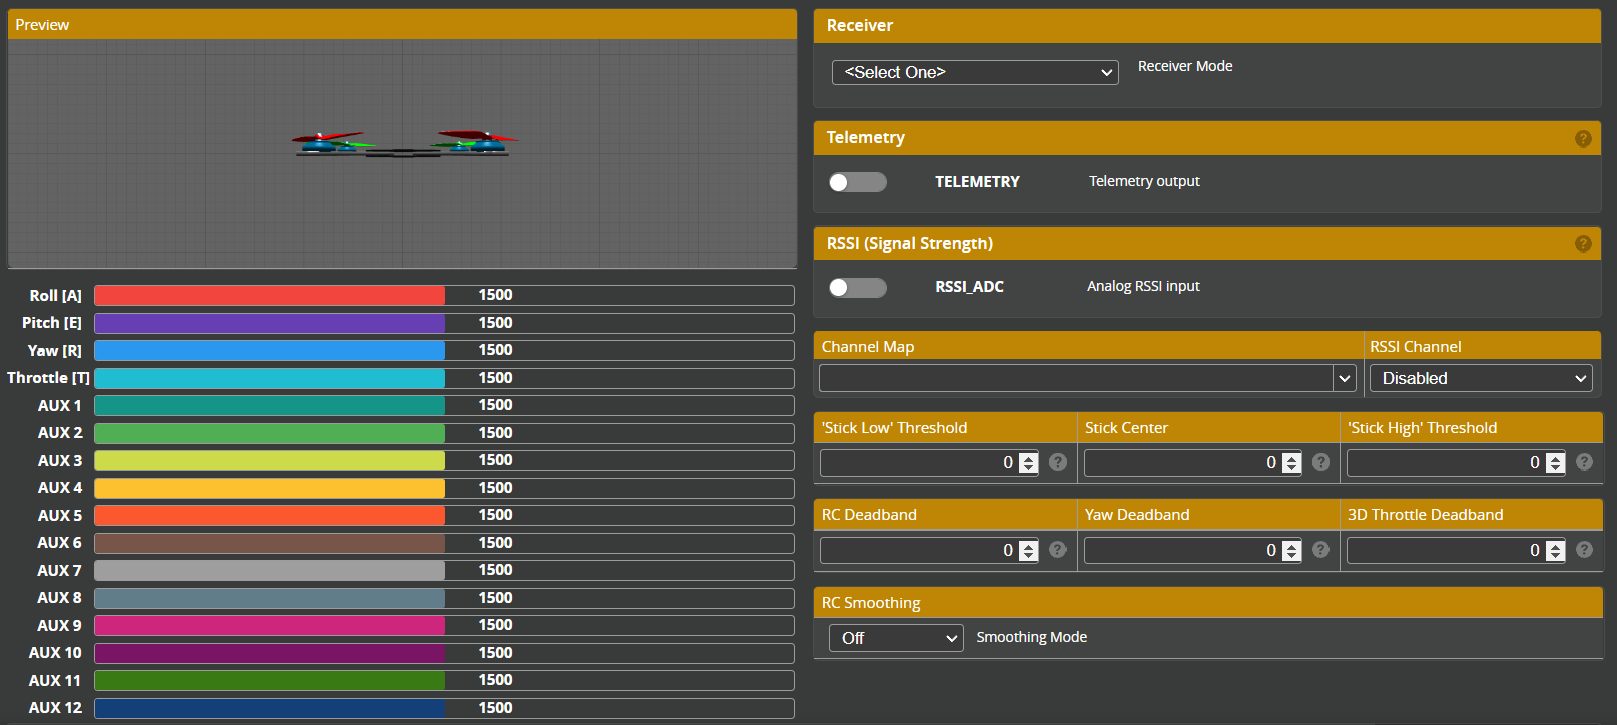 Preview
Roll [A] 1500
Pitch [E] 1500
Yaw [R] 1500
Throttle [T] 1500
AUX 1 1500
AUX 2 1500
AUX 3 1500
AUX 4 1500
AUX 5 1500
AUX 6 1500
AUX 7 1500
AUX 8 1500
AUX 9 1500
AUX 10 1500
AUX 11 1500
AUX 12 1500
Receiver
<Select One> Receiver Mode
Telemetry ?
TELEMETRY Telemetry output
RSSI (Signal Strength) ?
RSSI_ADC Analog RSSI input
Channel Map RSSI Channel
Disabled
'Stick Low' Threshold Stick Center 'Stick High' Threshold
0 ? 0 ? 0 ?
RC Deadband Yaw Deadband 3D Throttle Deadband
0 ? 0 ? 0 ?
RC Smoothing
Off Smoothing Mode